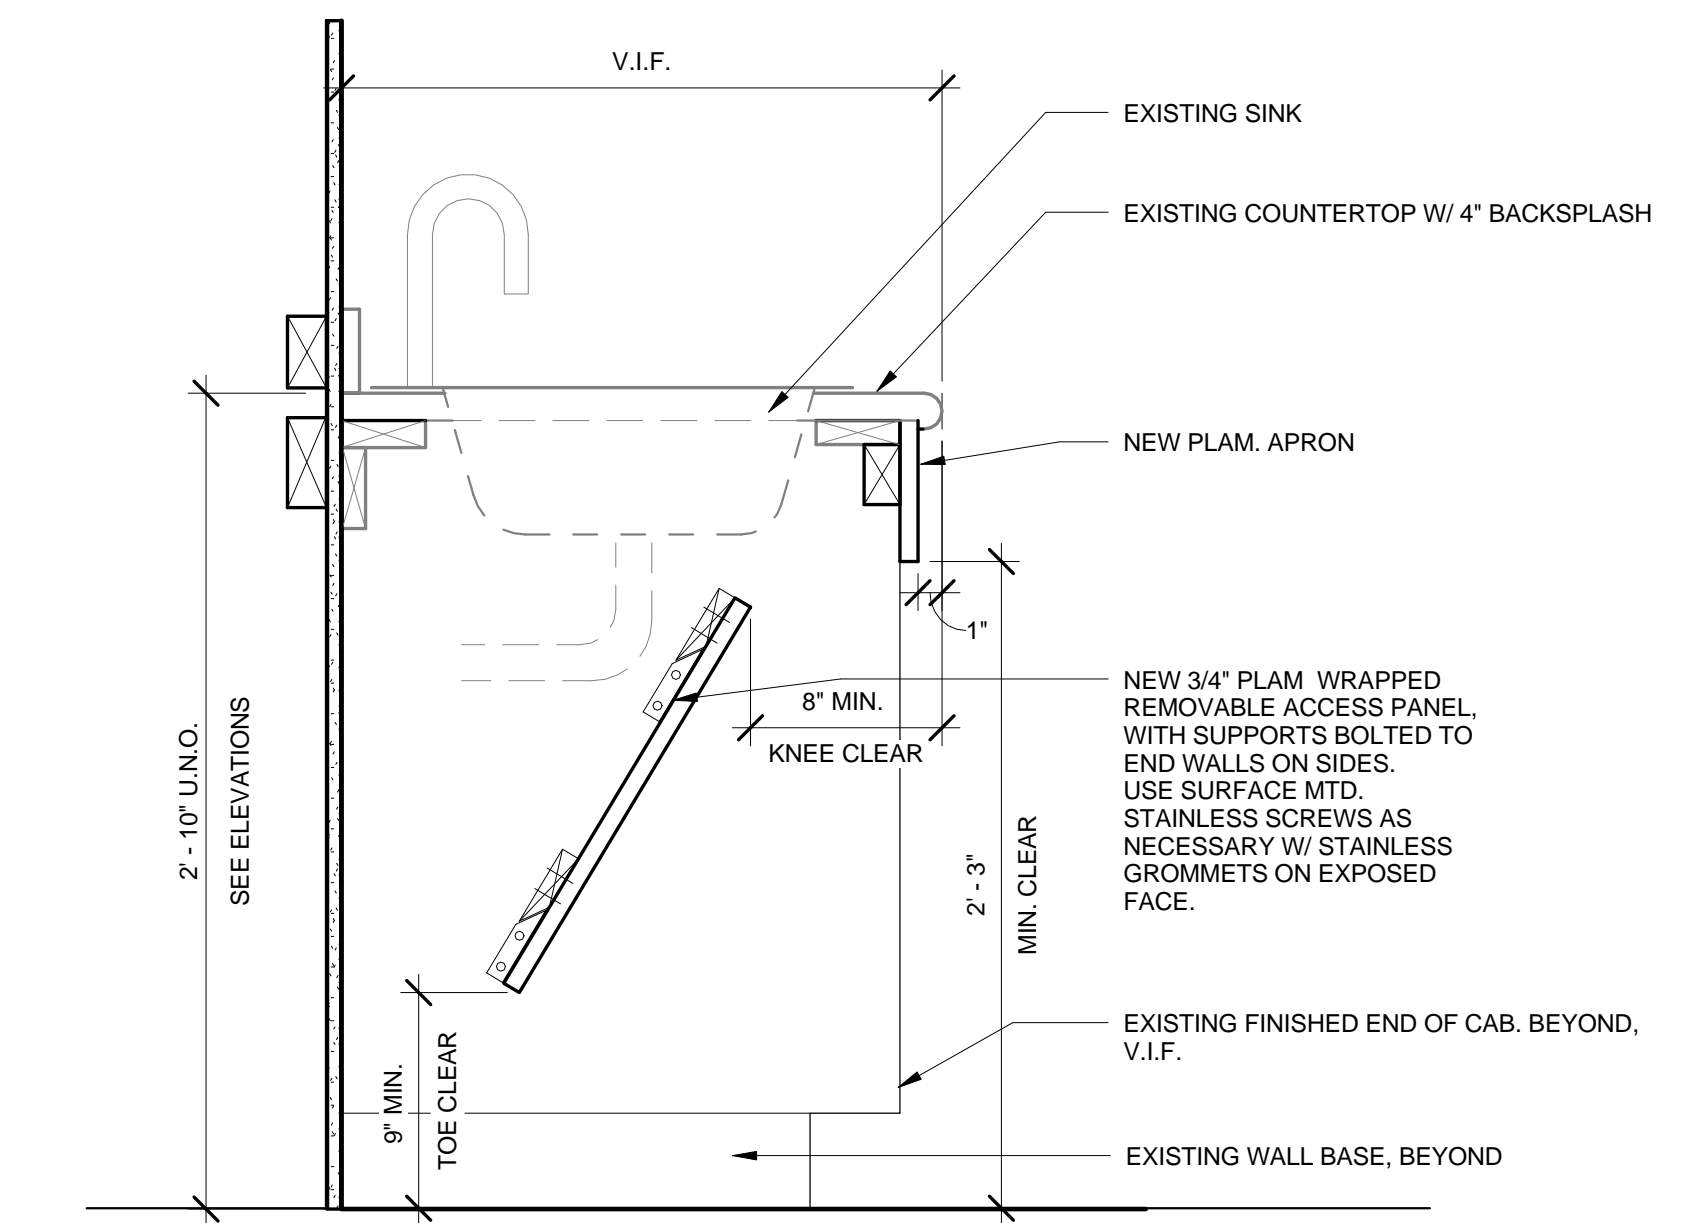 V.I.F.
EXISTING SINK
EXISTING COUNTERTOP W/ 4" BACKSPLASH
NEW PLAM. APRON
1"
NEW 3/4" PLAM WRAPPED
REMOVABLE ACCESS PANEL,
WITH SUPPORTS BOLTED TO
END WALLS ON SIDES.
USE SURFACE MTD.
STAINLESS SCREWS AS
NECESSARY W/ STAINLESS
GROMMETS ON EXPOSED
FACE.
8" MIN.
KNEE CLEAR
2' - 10" U.N.O.
SEE ELEVATIONS
2' - 3"
MIN. CLEAR
9" MIN.
TOE CLEAR
EXISTING FINISHED END OF CAB. BEYOND,
V.I.F.
EXISTING WALL BASE, BEYOND